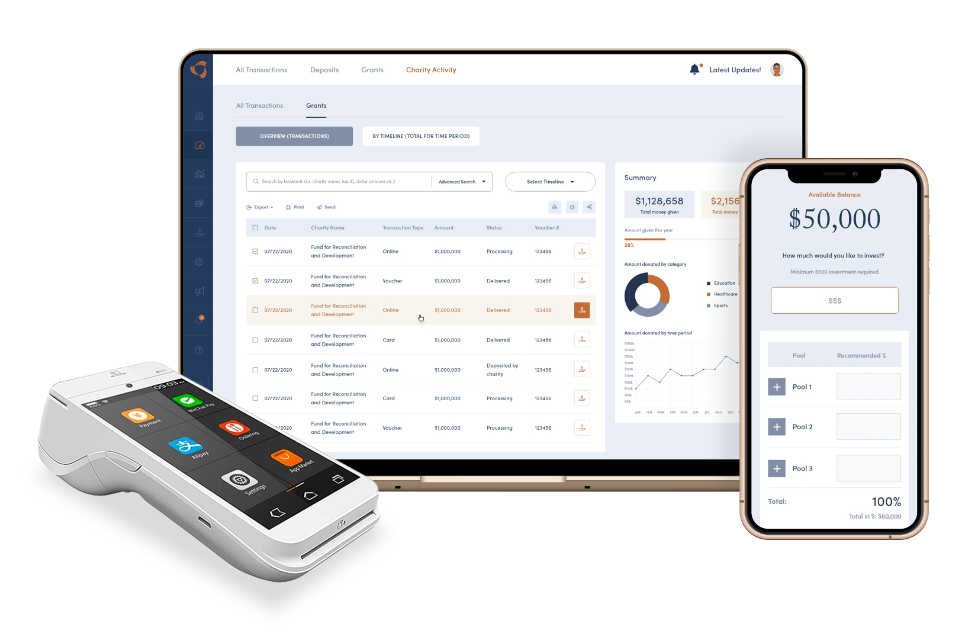 All Transactions Deposits Grants Charity Activity Latest Updates!
All Transactions Grants
OVERVIEW (TRANSACTIONS) BY TIMELINE (TOTAL FOR TIME PERIOD)
Search by keywords (i.e. charity name, tax ID, dollar amount etc.) Advanced Search Select Timeline
Export Print Send
Date Charity Name Transaction Type Amount Status Voucher #
07/22/2020 Fund for Reconciliation and Development Online $1,000,000 Processing 123456
07/22/2020 Fund for Reconciliation and Development Voucher $1,000,000 Delivered 123456
07/22/2020 Fund for Reconciliation and Development Online $1,000,000 Delivered 123456
07/22/2020 Fund for Reconciliation and Development Card $1,000,000 Delivered 123456
07/22/2020 Fund for Reconciliation and Development Online $1,000,000 Deposited by charity 123456
07/22/2020 Fund for Reconciliation and Development Card $1,000,000 Processing 123456
07/22/2020 Fund for Reconciliation and Development Voucher $1,000,000 Processing 123456
Summary
$1,128,658 $2,156
Total money given Total money
Amount given this year
28%
Amount donated by category
Education
Healthcare
Sports
Amount donated by time period
Available Balance
$50,000
How much would you like to invest?
Minimum $500 investment required.
$$$
Pool Recommended %
+ Pool 1
+ Pool 2
+ Pool 3
Total: 100%
Total in $: $50,000
09:03
Payment
WeChat Pay
Alipay
Ordering
Settings
App Market